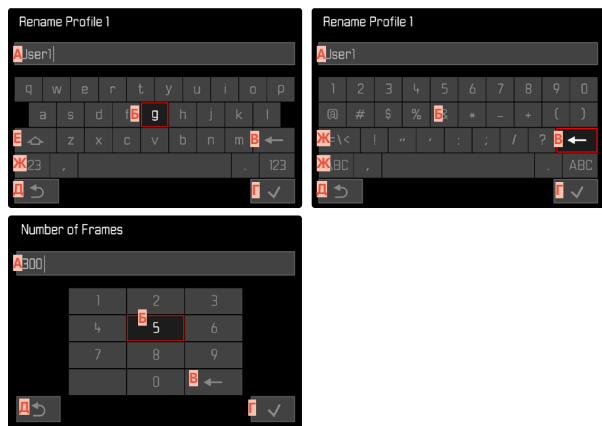 Rename Profile 1
А User1
q w e r t y u i o p
a s d f Б g h j k l
Е z x c v b n m В
Ж 123 , . 123
Д Г
Rename Profile 1
А User1
1 2 3 4 5 6 7 8 9 0
@ # $ % Б & * - + ( )
Ж =\< ! " ' : ; / ? В
Ж ABC , . ABC
Д Г
Number of Frames
А 300
1 2 3
4 Б 5 6
7 8 9
0 В
Д Г